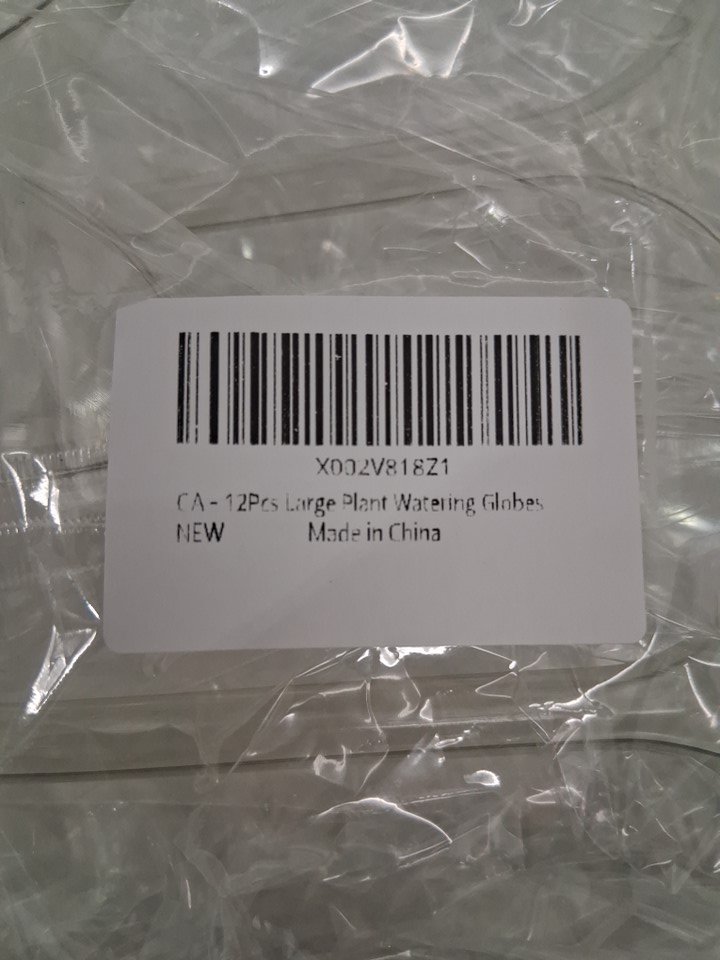 X002V818Z1
CA - 12Pcs Large Plant Watering Globes
NEW Made in China